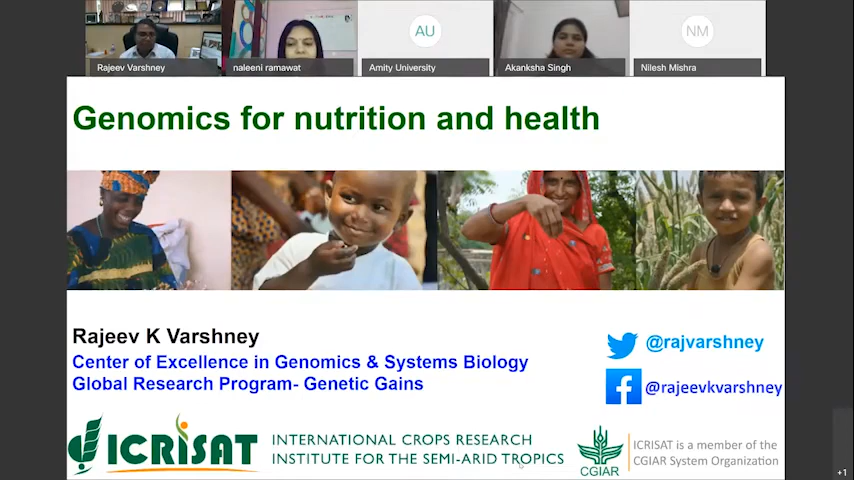 AU
NM
Rajeev Varshney
naleeni ramawat
Amity University
Akanksha Singh
Nilesh Mishra
Genomics for nutrition and health
Rajeev K Varshney
Center of Excellence in Genomics & Systems Biology
Global Research Program- Genetic Gains
@rajvarshney
@rajeevkvarshney
ICRISAT
INTERNATIONAL CROPS RESEARCH
INSTITUTE FOR THE SEMI-ARID TROPICS
CGIAR
ICRISAT is a member of the
CGIAR System Organization
+1